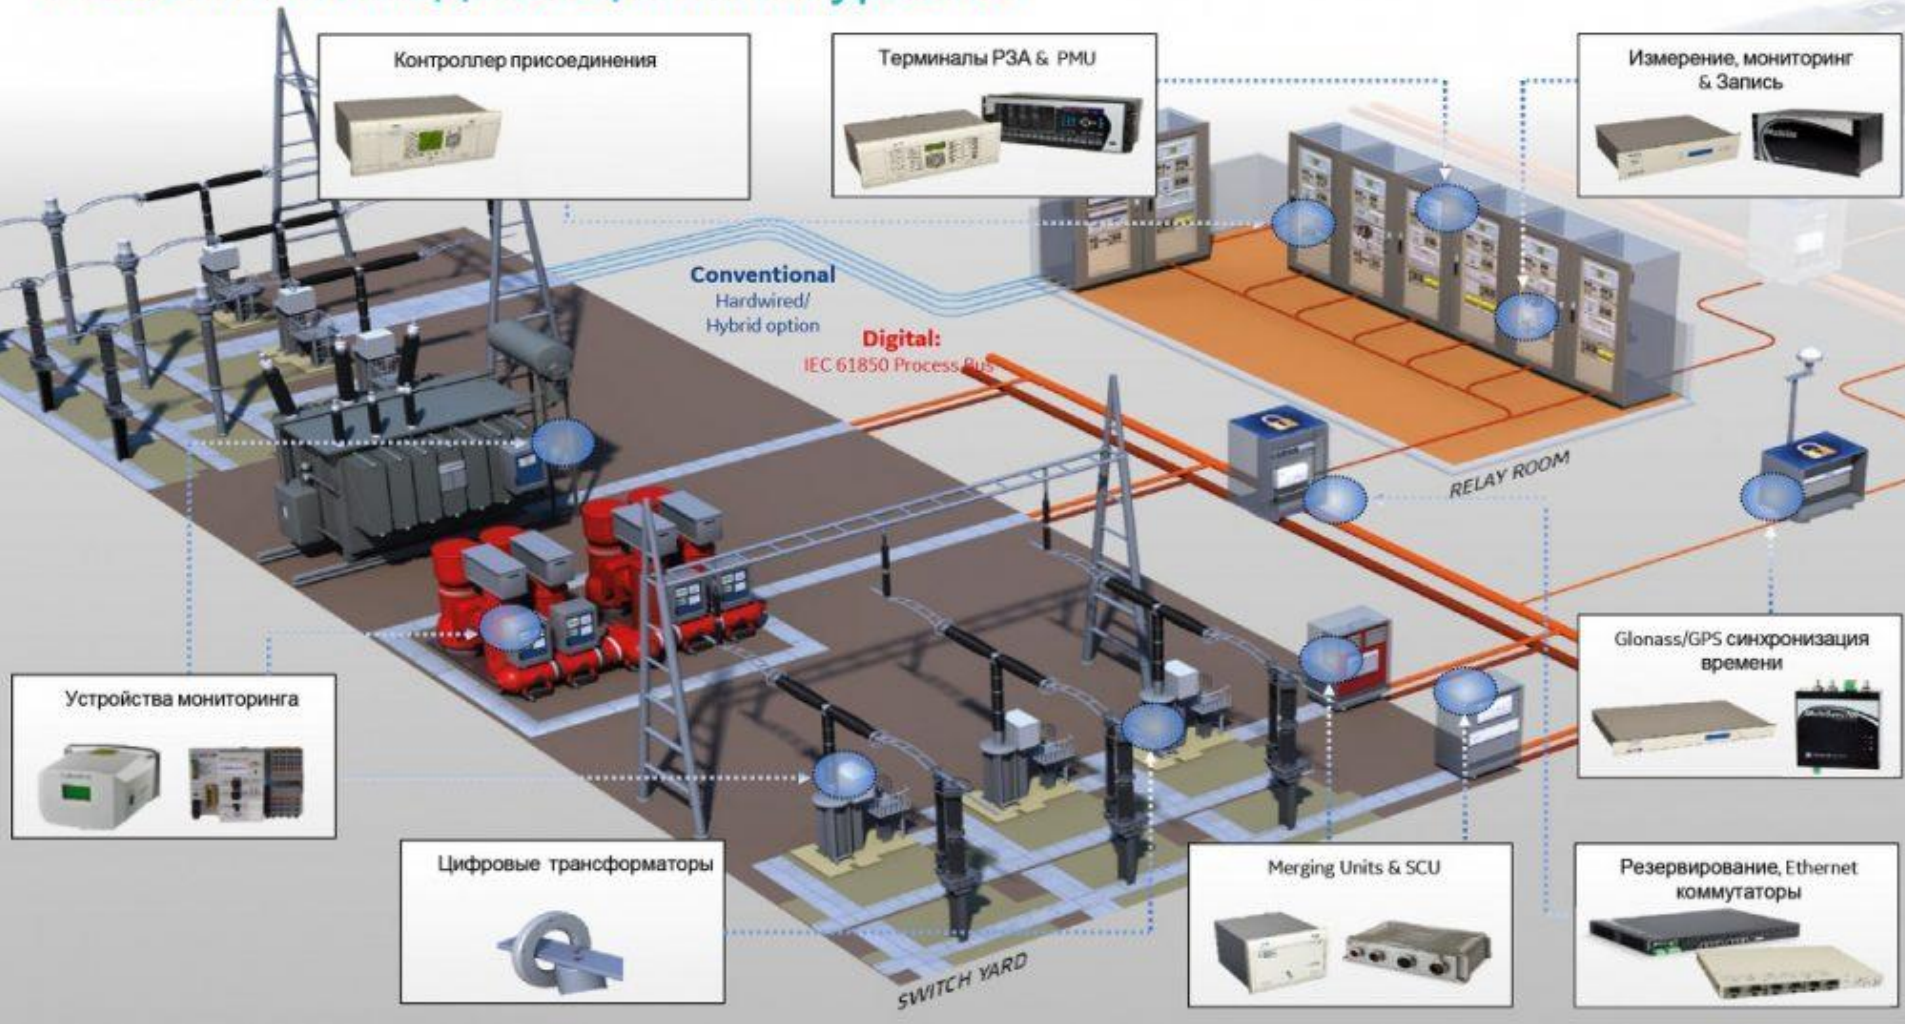 Контроллер присоединения
Терминалы РЗА & PMU
Измерение, мониторинг
& Запись
Conventional
Hardwired/
Hybrid option
Digital:
IEC 61850 Process Bus
RELAY ROOM
Glonass/GPS синхронизация
времени
Устройства мониторинга
Цифровые трансформаторы
Merging Units & SCU
Резервирование, Ethernet
коммутаторы
SWITCH YARD